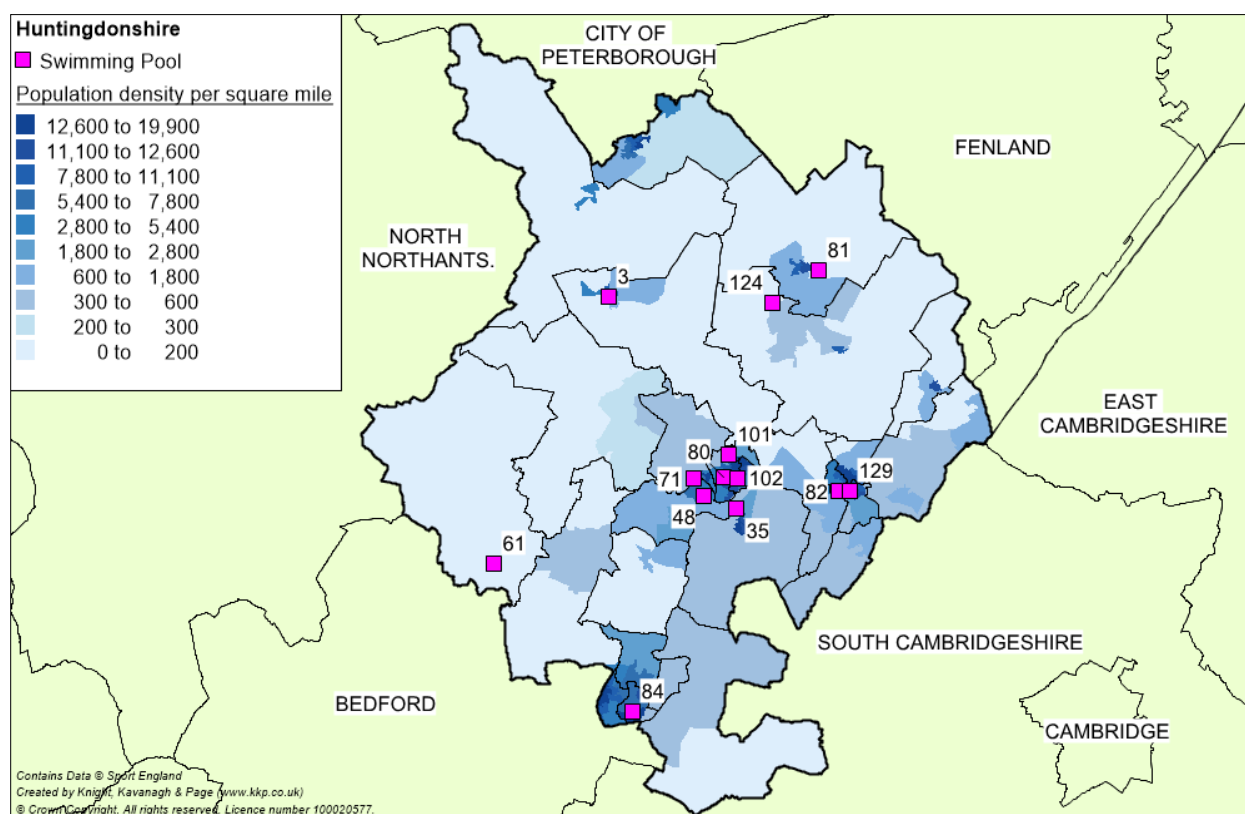 Huntingdonshire
Swimming Pool
Population density per square mile
12,600 to 19,900
11,100 to 12,600
7,800 to 11,100
5,400 to 7,800
2,800 to 5,400
1,800 to 2,800
600 to 1,800
300 to 600
200 to 300
0 to 200
CITY OF
PETERBOROUGH
FENLAND
NORTH
NORTHANTS.
81
3
124
EAST
CAMBRIDGESHIRE
101
80
129
71
102
82
48
35
61
SOUTH CAMBRIDGESHIRE
84
BEDFORD
CAMBRIDGE
Contains Data © Sport England
Created by Knight, Kavanagh & Page (www.kkp.co.uk)
© Crown Copyright. All rights reserved. Licence number 100020577.